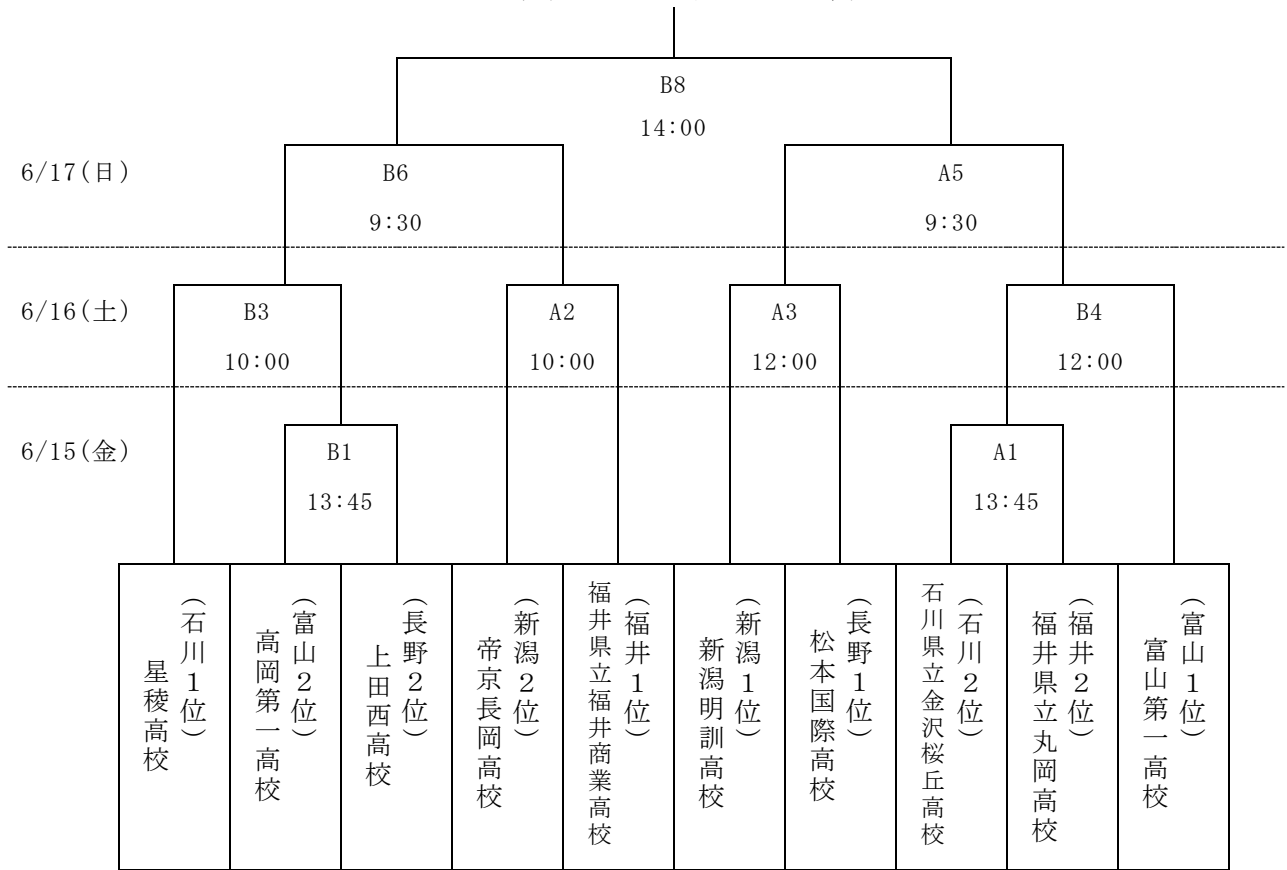 B8
14:00
6/17(日)
B6
A5
9:30
9:30
6/16(土)
B3
A2
A3
B4
10:00
10:00
12:00
12:00
6/15(金)
B1
A1
13:45
13:45
(石川1位)
星稜高校
(富山2位)
高岡第一高校
(長野2位)
上田西高校
(新潟2位)
帝京長岡高校
(福井1位)
福井県立福井商業高校
(新潟1位)
新潟明訓高校
(長野1位)
松本国際高校
(石川2位)
石川県立金沢桜丘高校
(福井2位)
福井県立丸岡高校
(富山1位)
富山第一高校